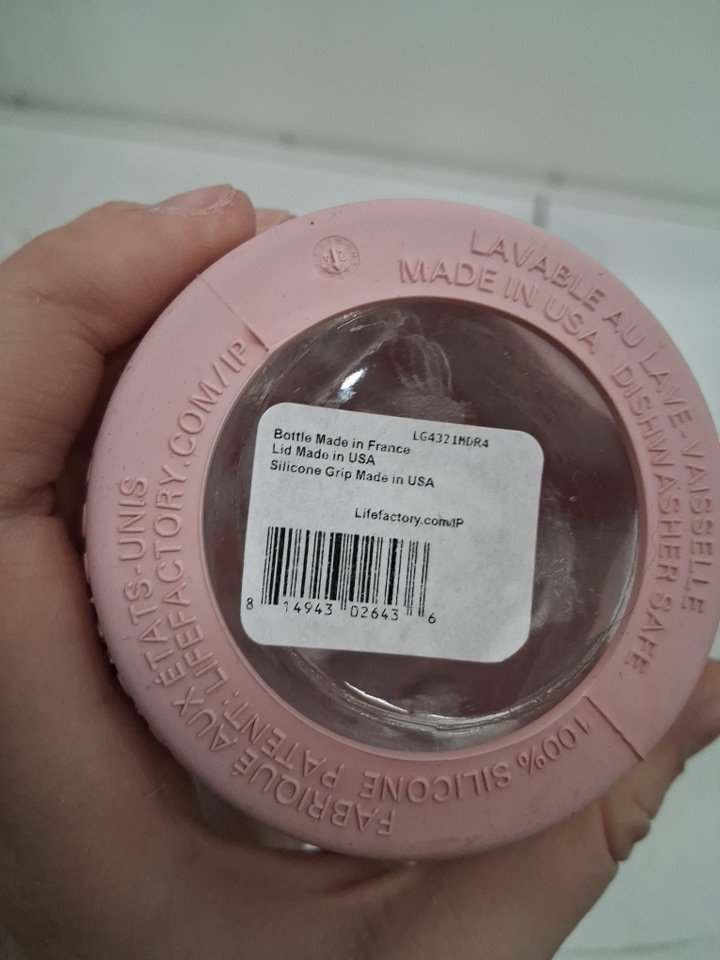 Bottle Made in France
LG4321MDR4
Lid Made in USA
Silicone Grip Made in USA
Lifefactory.com/IP
8 14943 02643 6
LAVABLE AU LAVE-VAISSELLE
MADE IN USA DISHWASHER SAFE
100% SILICONE PATENT: LIFEFACTORY.COM/IP
FABRIQUÉ AUX ÉTATS-UNIS